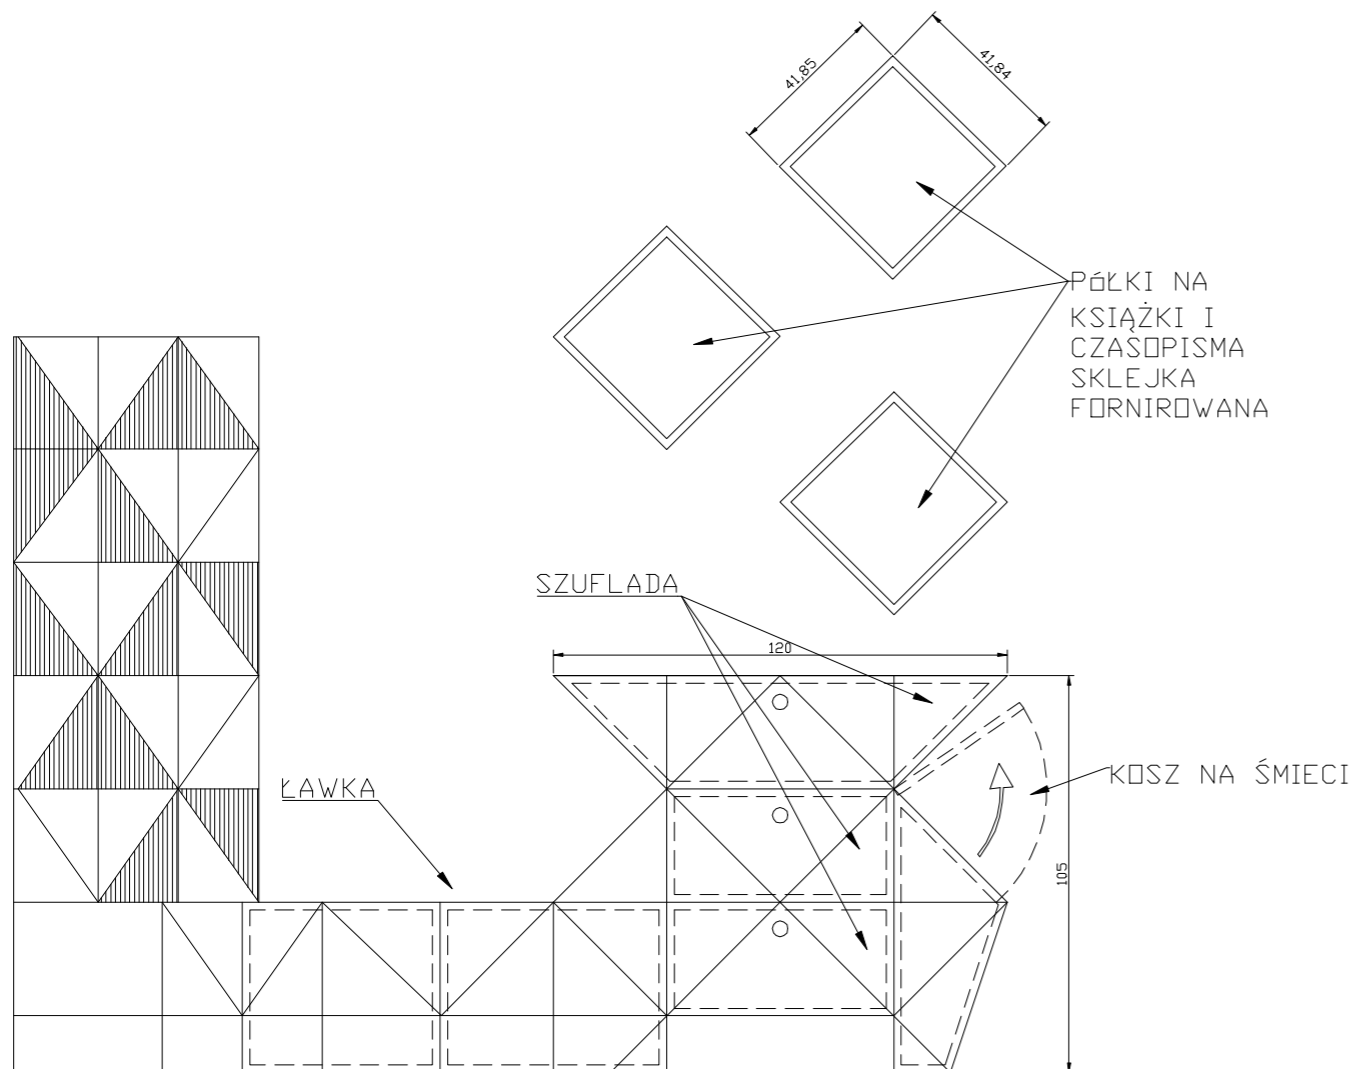 41,85
41,84
PóŁKI NA
KSIĄŻKI I
CZASOPISMA
SKLEJKA
FORNIROWANA
SZUFLADA
120
ŁAWKA
KOSZ NA ŚMIECI
105